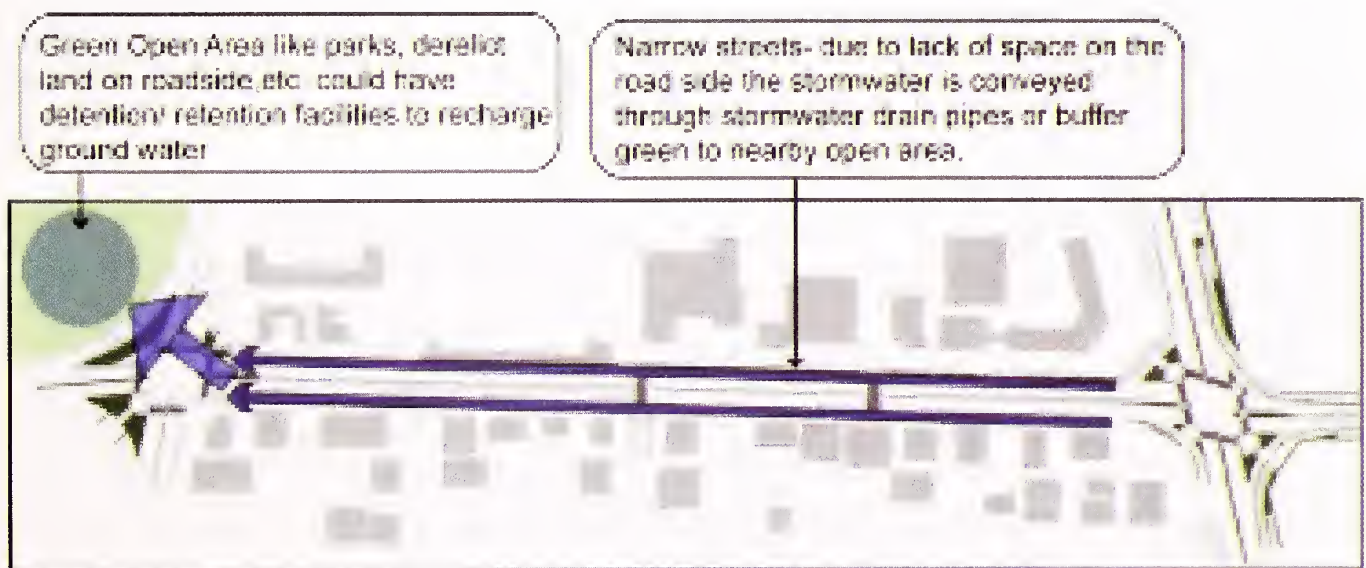 Green Open Area like parks, derelict
land on roadside,etc could have
detention/ retention facilities to recharge
ground water
Narrow streets- due to lack of space on the
road side the stormwater is conveyed
through stormwater drain pipes or buffer
green to nearby open area.